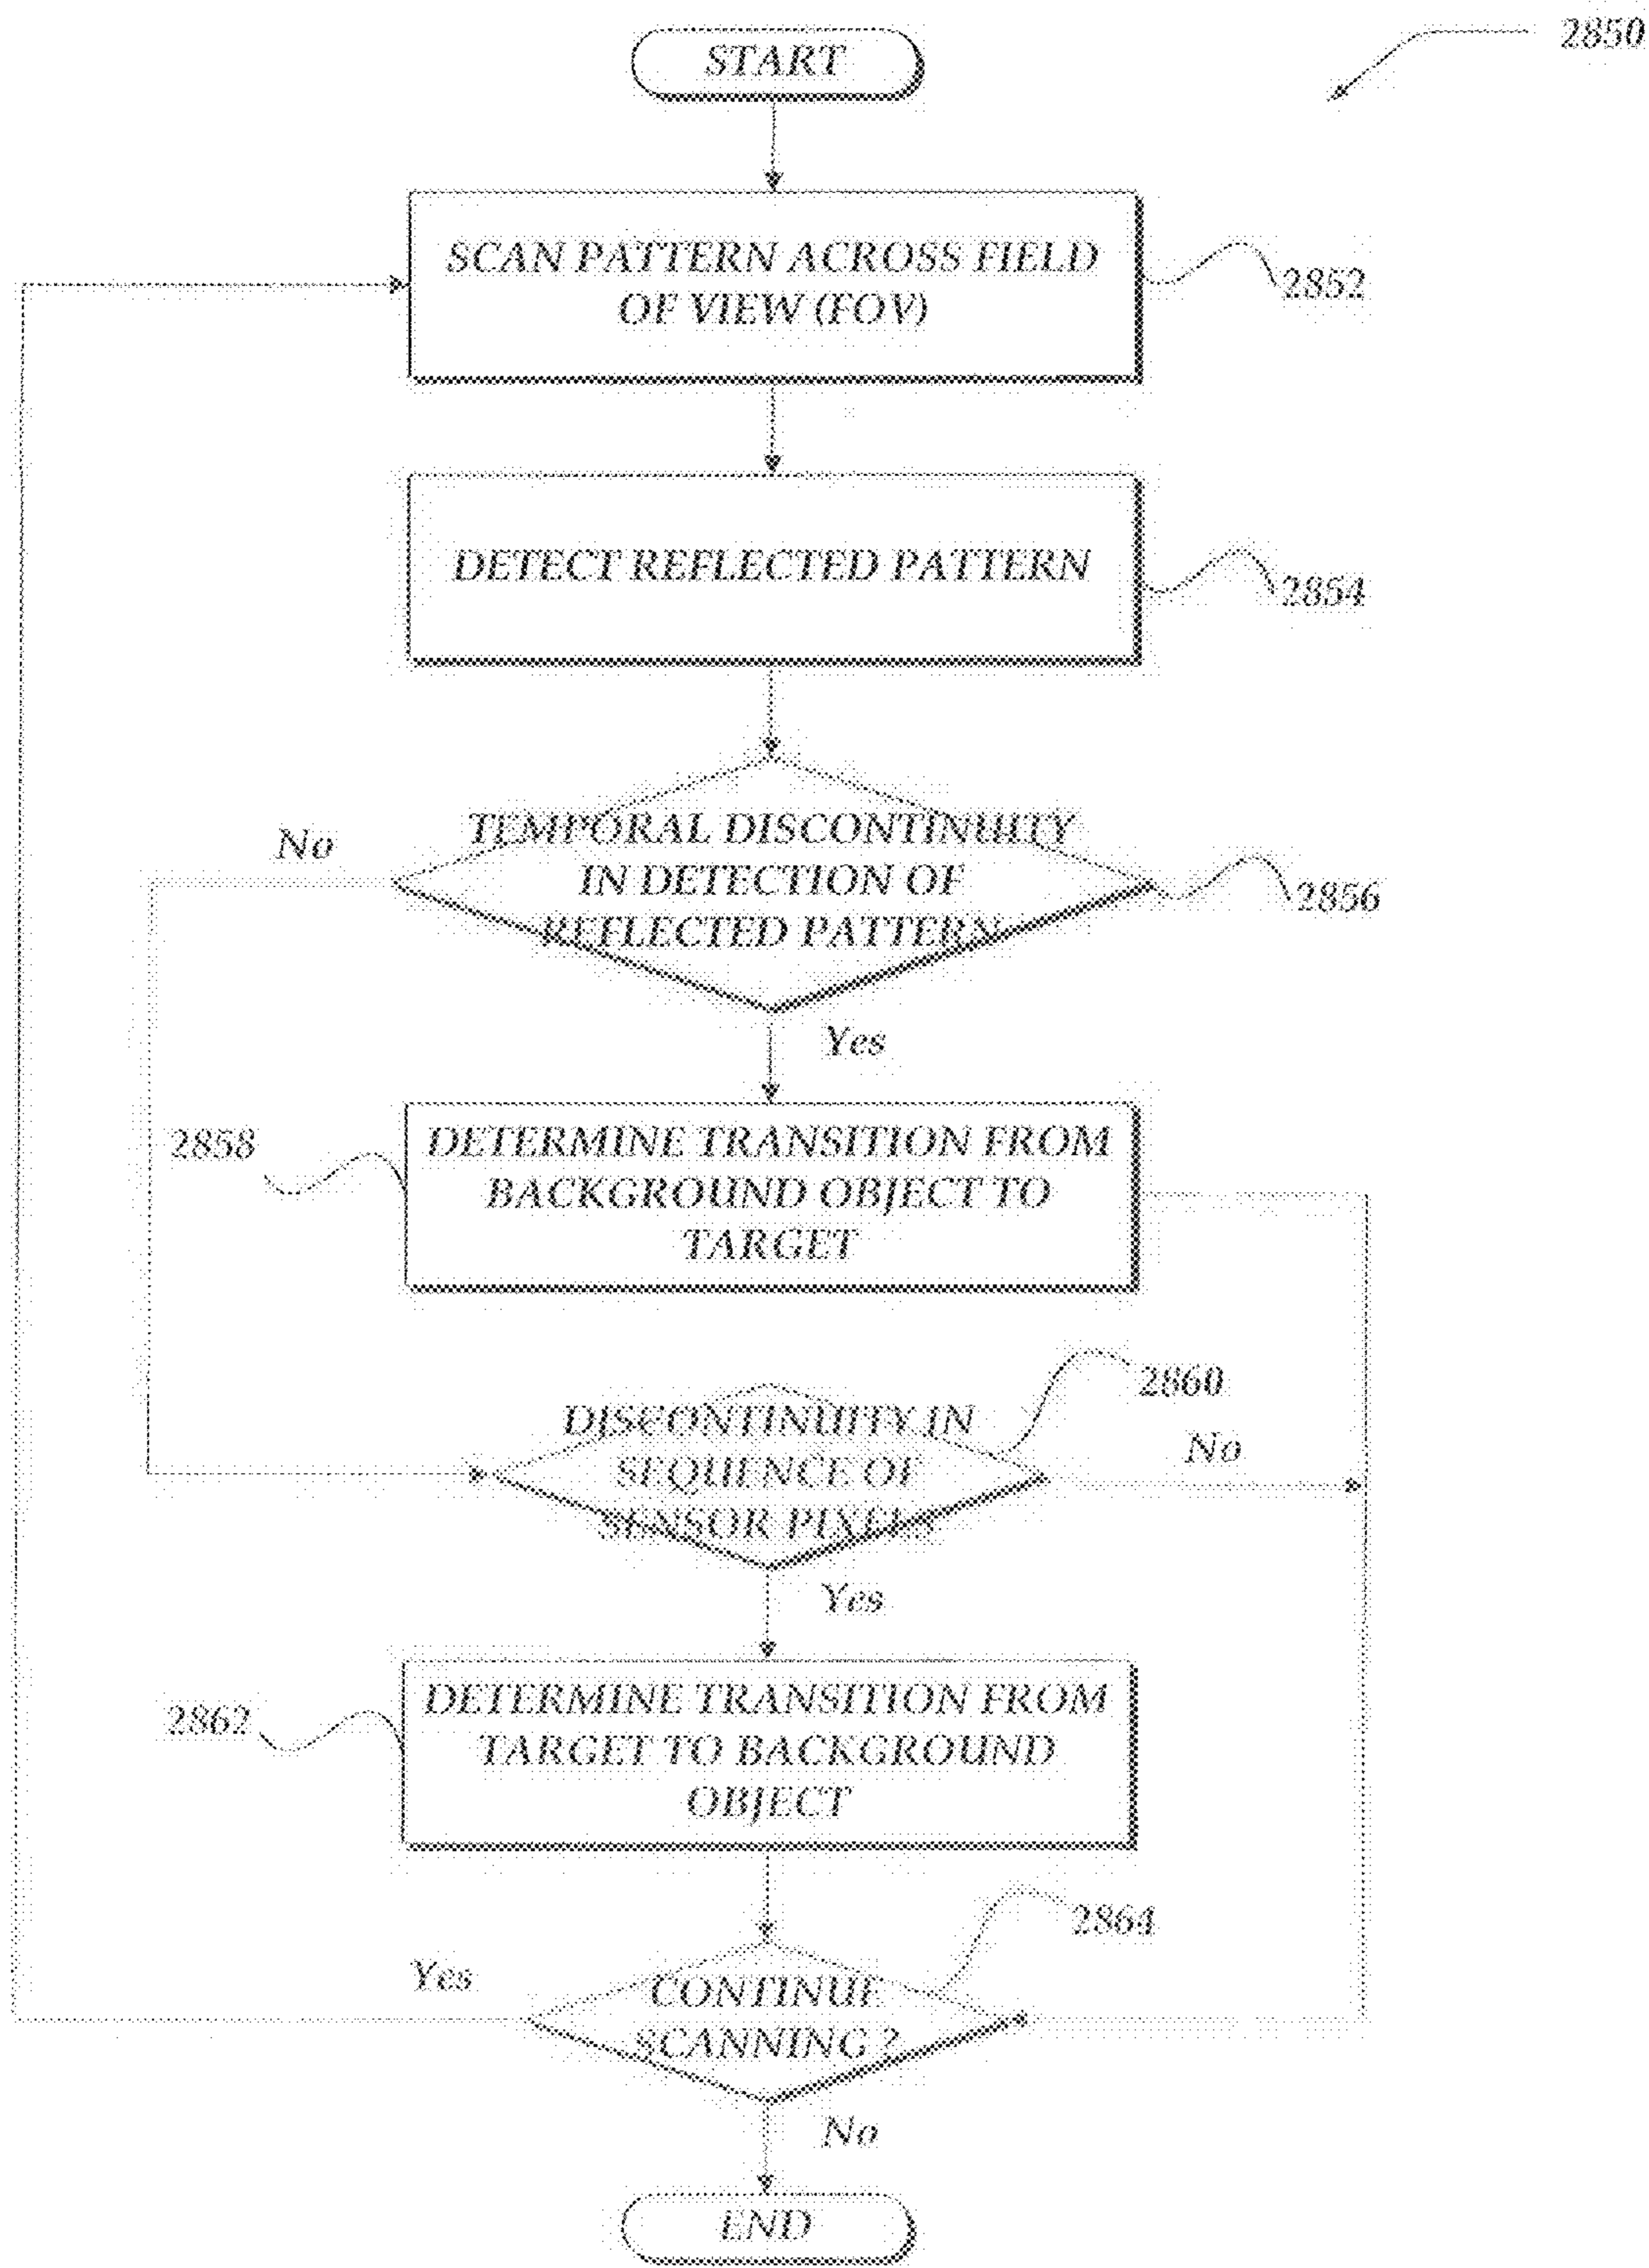 2850
START
SCAN PATTERN ACROSS FIELD
OF VIEW (FOV)
2852
DETECT REFLECTED PATTERN
2854
No
TEMPORAL DISCONTINUITY
IN DETECTION OF
REFLECTED PATTERN
2856
Yes
2858
DETERMINE TRANSITION FROM
BACKGROUND OBJECT TO
TARGET
2860
DISCONTINUITY IN
SEQUENCE OF
SENSOR PIXELS
No
Yes
2862
DETERMINE TRANSITION FROM
TARGET TO BACKGROUND
OBJECT
2864
Yes
CONTINUE
SCANNING ?
No
END